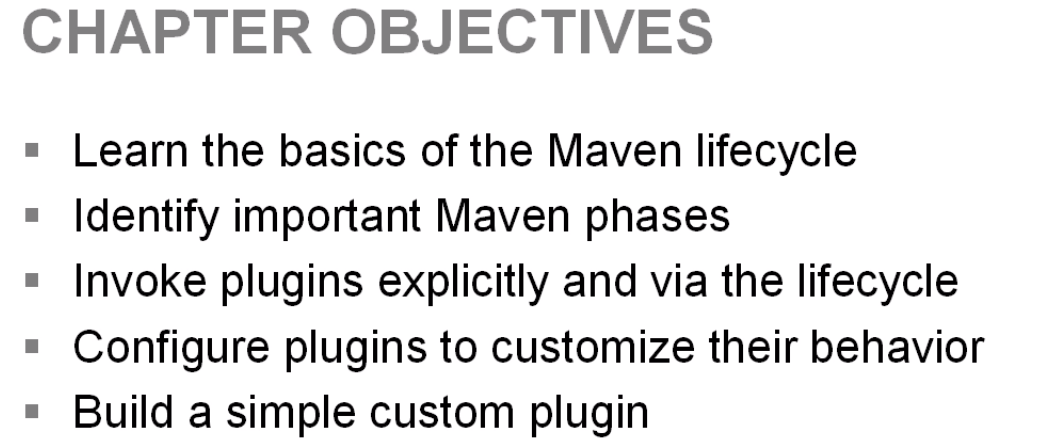 CHAPTER OBJECTIVES
▪ Learn the basics of the Maven lifecycle
▪ Identify important Maven phases
▪ Invoke plugins explicitly and via the lifecycle
▪ Configure plugins to customize their behavior
▪ Build a simple custom plugin